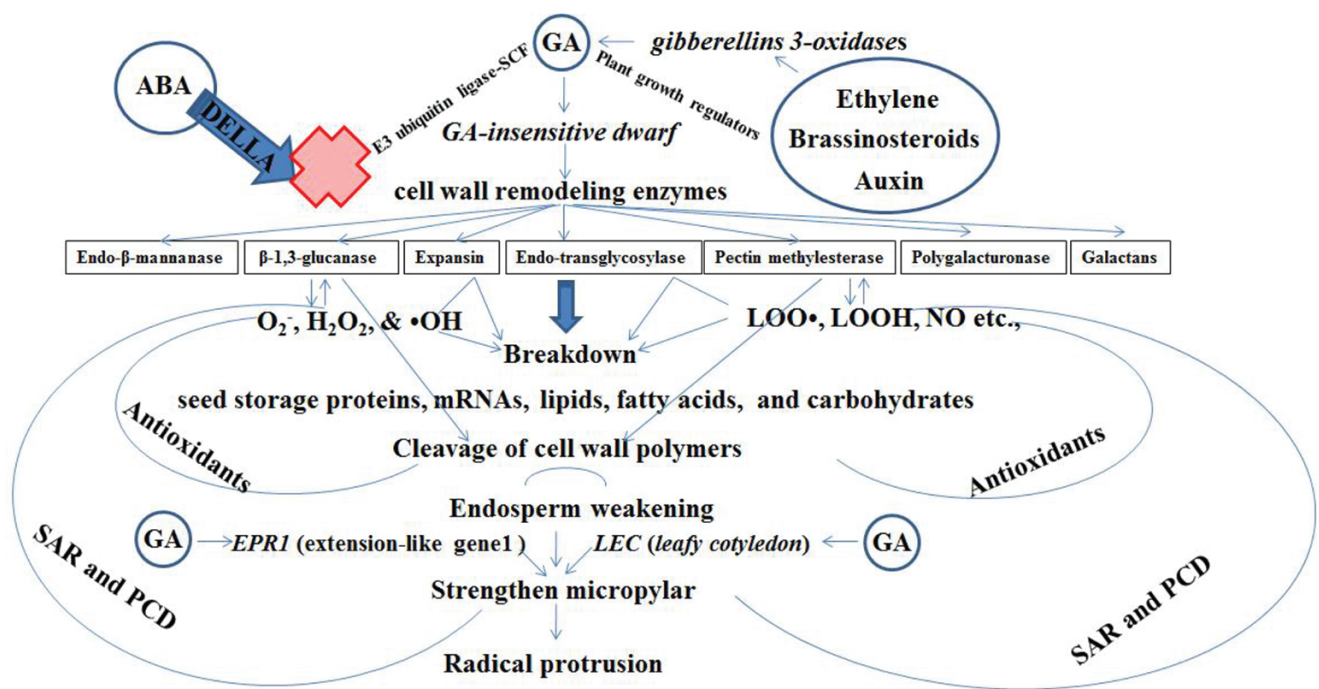 GA
gibberellins 3-oxidases
ABA
DELLA
E3 ubiquitin ligase-SCF
Plant growth regulators
Ethylene
Brassinosteroids
Auxin
GA-insensitive dwarf
cell wall remodeling enzymes
Endo-β-mannanase
β-1,3-glucanase
Expansin
Endo-transglycosylase
Pectin methylesterase
Polygalacturonase
Galactans
O₂⁻, H₂O₂, & •OH
LOO•, LOOH, NO etc.,
Breakdown
seed storage proteins, mRNAs, lipids, fatty acids, and carbohydrates
Antioxidants
Cleavage of cell wall polymers
Antioxidants
Endosperm weakening
SAR and PCD
GA
EPR1 (extension-like gene1)
LEC (leafy cotyledon)
GA
SAR and PCD
Strengthen micropylar
Radical protrusion